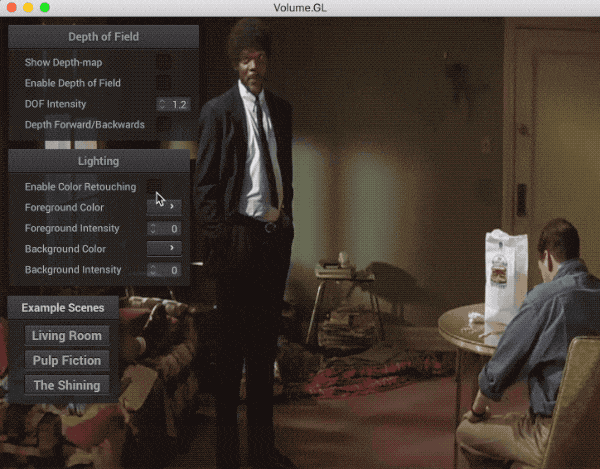 Volume.GL
Depth of Field
Show Depth-map
Enable Depth of Field
DOF Intensity 1.2
Depth Forward/Backwards
Lighting
Enable Color Retouching
Foreground Color
Foreground Intensity 0
Background Color
Background Intensity 0
Example Scenes
Living Room
Pulp Fiction
The Shining